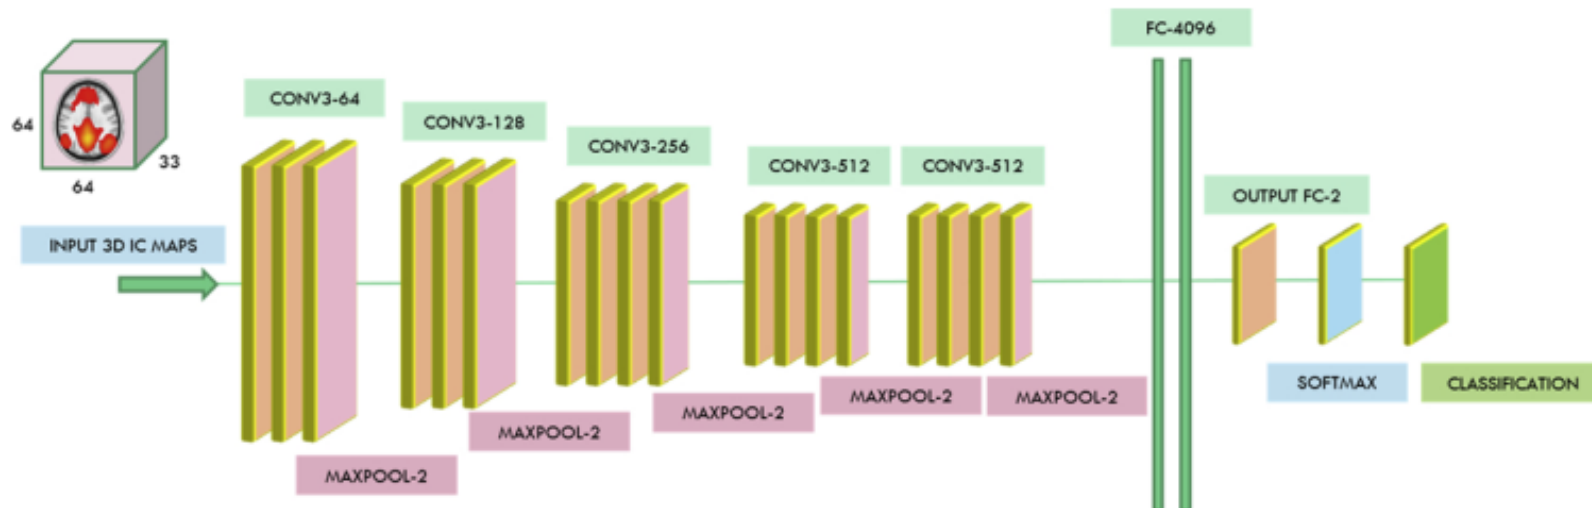 FC-4096
CONV3-64
64
CONV3-128
33
CONV3-256
64
CONV3-512
CONV3-512
OUTPUT FC-2
INPUT 3D IC MAPS
SOFTMAX
CLASSIFICATION
MAXPOOL-2
MAXPOOL-2
MAXPOOL-2
MAXPOOL-2
MAXPOOL-2